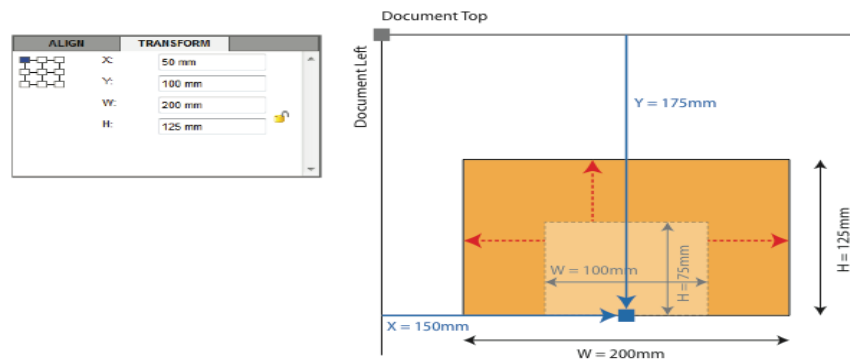 ALIGN
TRANSFORM
X:
50 mm
Y:
100 mm
W:
200 mm
H:
125 mm
Document Top
Document Left
Y = 175mm
W = 100mm
H = 75mm
H = 125mm
X = 150mm
W = 200mm